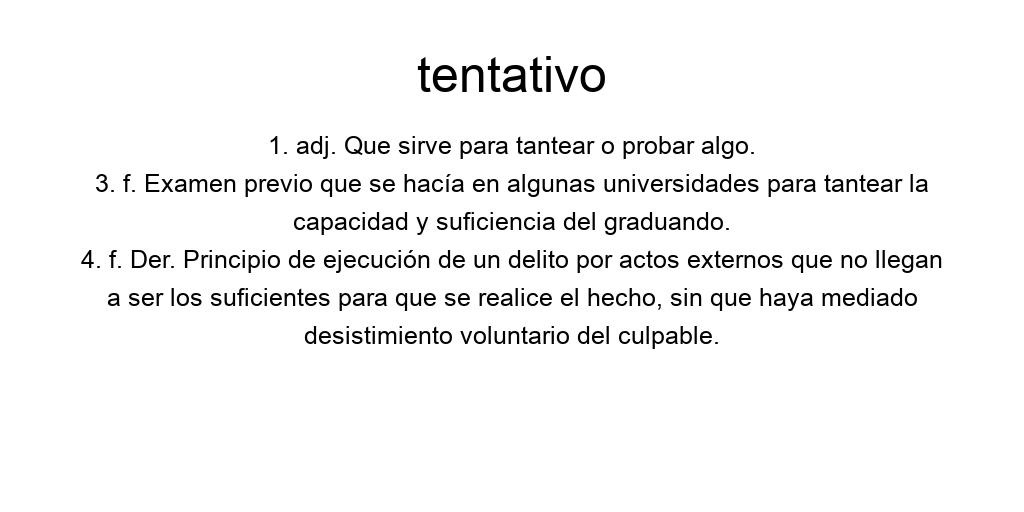 tentativo
1. adj. Que sirve para tantear o probar algo.
3. f. Examen previo que se hacía en algunas universidades para tantear la
capacidad y suficiencia del graduando.
4. f. Der. Principio de ejecución de un delito por actos externos que no llegan
a ser los suficientes para que se realice el hecho, sin que haya mediado
desistimiento voluntario del culpable.